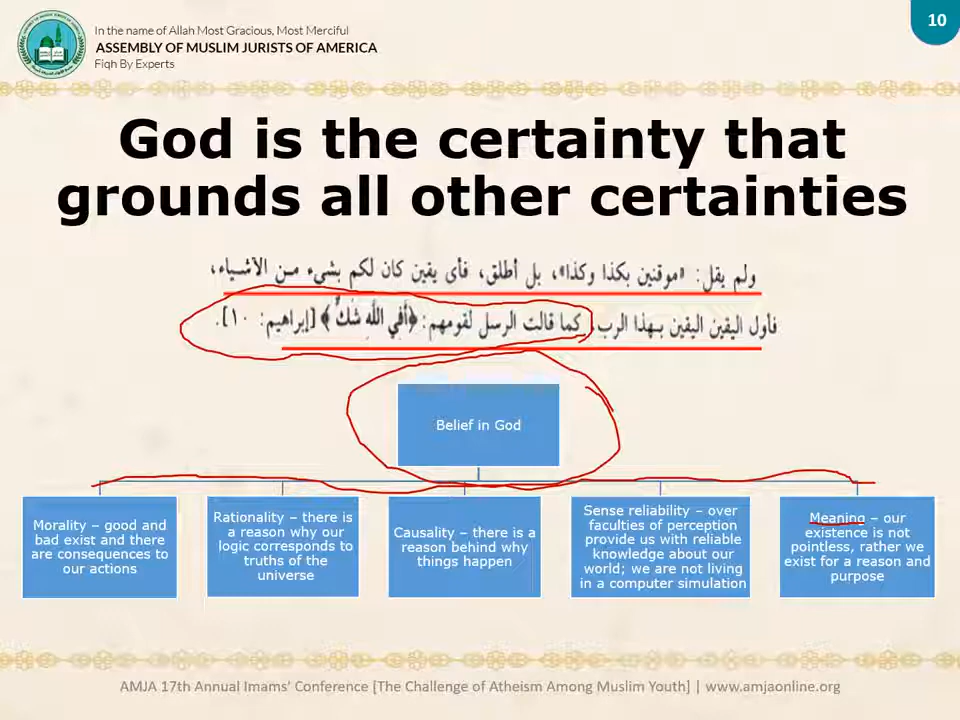 10
In the name of Allah Most Gracious, Most Merciful
ASSEMBLY OF MUSLIM JURISTS OF AMERICA
Fiqh By Experts
God is the certainty that
grounds all other certainties
ولم يقل: «موقنين بكذا وكذا»، بل أطلق، فأى يقين كان لكم بشىء من الأشياء،
فأول اليقين اليقين بهذا الرب، كما قالت الرسل لقومهم: ﴿أَفِي اللَّهِ شَكٌّ﴾ [إبراهيم: ١٠].
Belief in God
Morality – good and
bad exist and there
are consequences to
our actions
Rationality – there is
a reason why our
logic corresponds to
truths of the
universe
Causality – there is a
reason behind why
things happen
Sense reliability – over
faculties of perception
provide us with reliable
knowledge about our
world; we are not living
in a computer simulation
Meaning – our
existence is not
pointless, rather we
exist for a reason and
purpose
AMJA 17th Annual Imams' Conference [The Challenge of Atheism Among Muslim Youth] | www.amjaonline.org